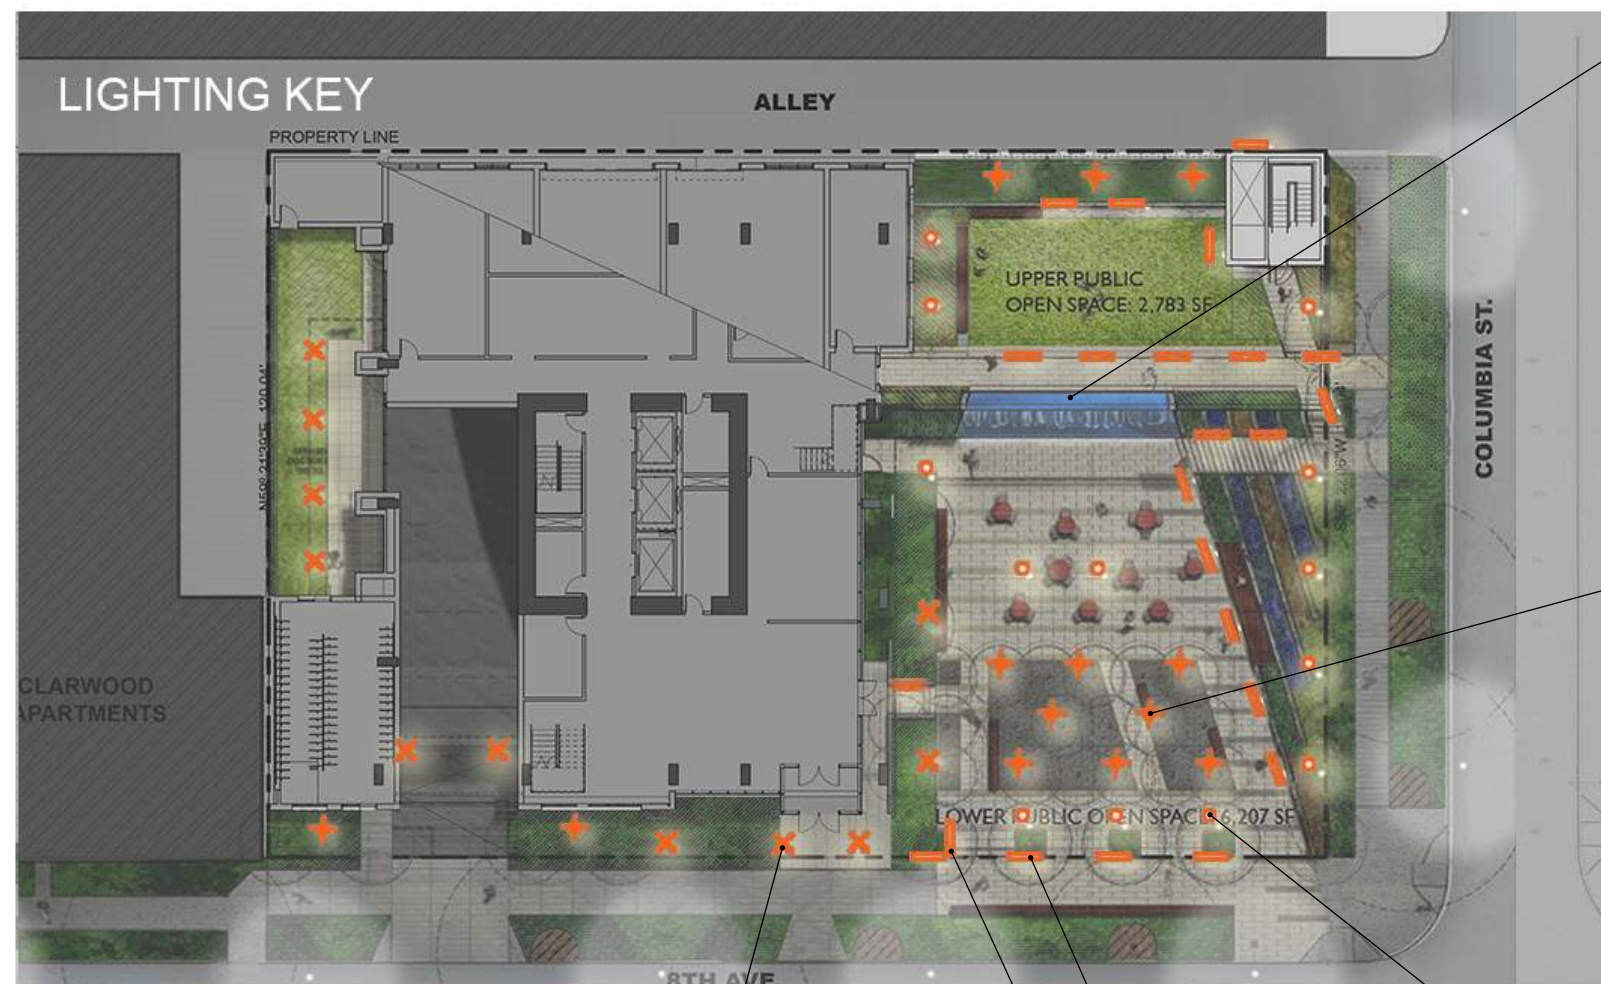 LIGHTING KEY
ALLEY
PROPERTY LINE
UPPER PUBLIC
OPEN SPACE: 2,783 SF
COLUMBIA ST.
CLARWOOD
APARTMENTS
LOWER PUBLIC OPEN SPACE: 6,207 SF
8TH AVE